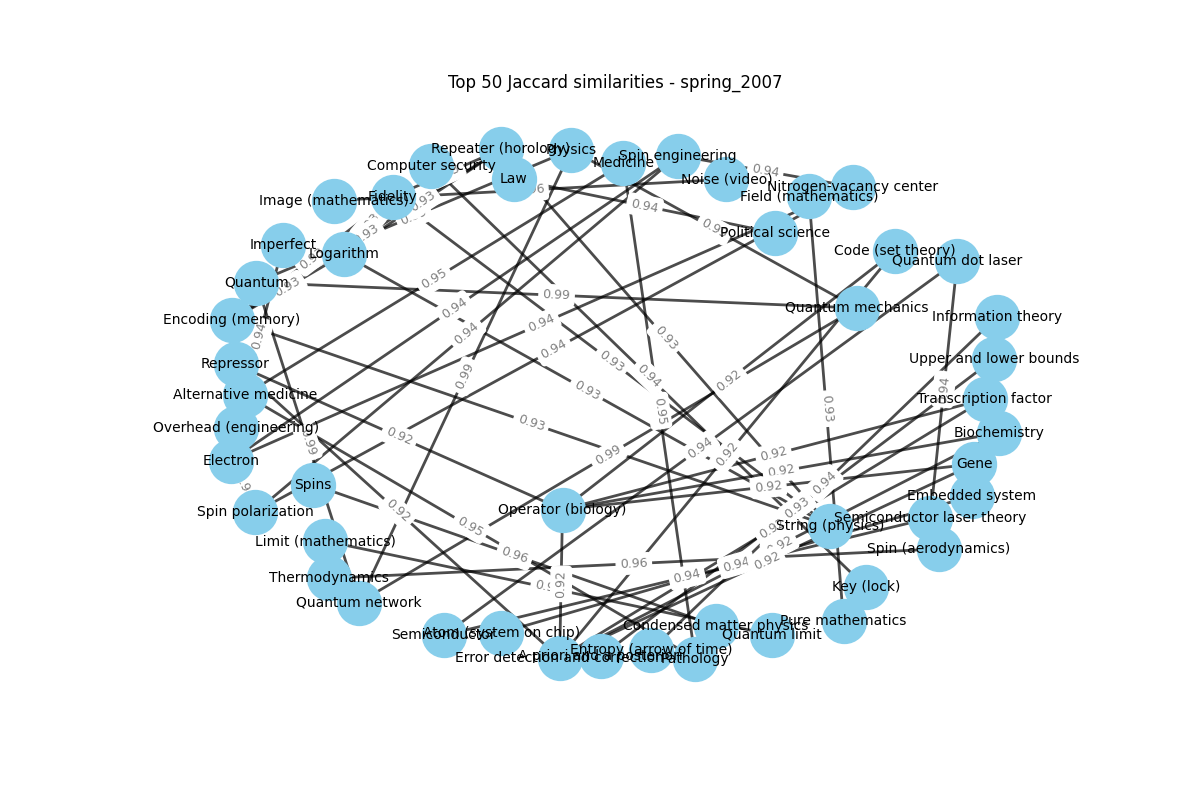 Top 50 Jaccard similarities - spring_2007
Repeater (horology)
Physics
Computer security
Medicine
Spin engineering
0.94
Law
Noise (video)
Nitrogen-vacancy center
Image (mathematics)
Fidelity
Field (mathematics)
0.94
0.93
Political science
Imperfect
Logarithm
0.93
Code (set theory)
Quantum dot laser
Quantum
0.95
0.93
0.99
Quantum mechanics
Encoding (memory)
0.94
Information theory
0.94
0.94
0.94
0.93
0.94
Repressor
0.93
Upper and lower bounds
0.99
0.94
0.92
0.94
Alternative medicine
0.93
Transcription factor
0.95
0.93
Overhead (engineering)
0.93
0.92
Biochemistry
0.99
0.94
0.92
0.92
Electron
0.99
Gene
0.92
0.92
0.94
Spins
Embedded system
Spin polarization
0.92
Operator (biology)
0.93
Semiconductor laser theory
String (physics)
0.95
Limit (mathematics)
0.92
Spin (aerodynamics)
0.96
0.96
0.94
0.92
Thermodynamics
0.94
0.92
Key (lock)
Quantum network
Pure mathematics
Condensed matter physics
Semiconductor
Atom (system on chip)
Quantum limit
Entropy (arrow of time)
Error detection and correction
A priori and a posteriori
Pathology